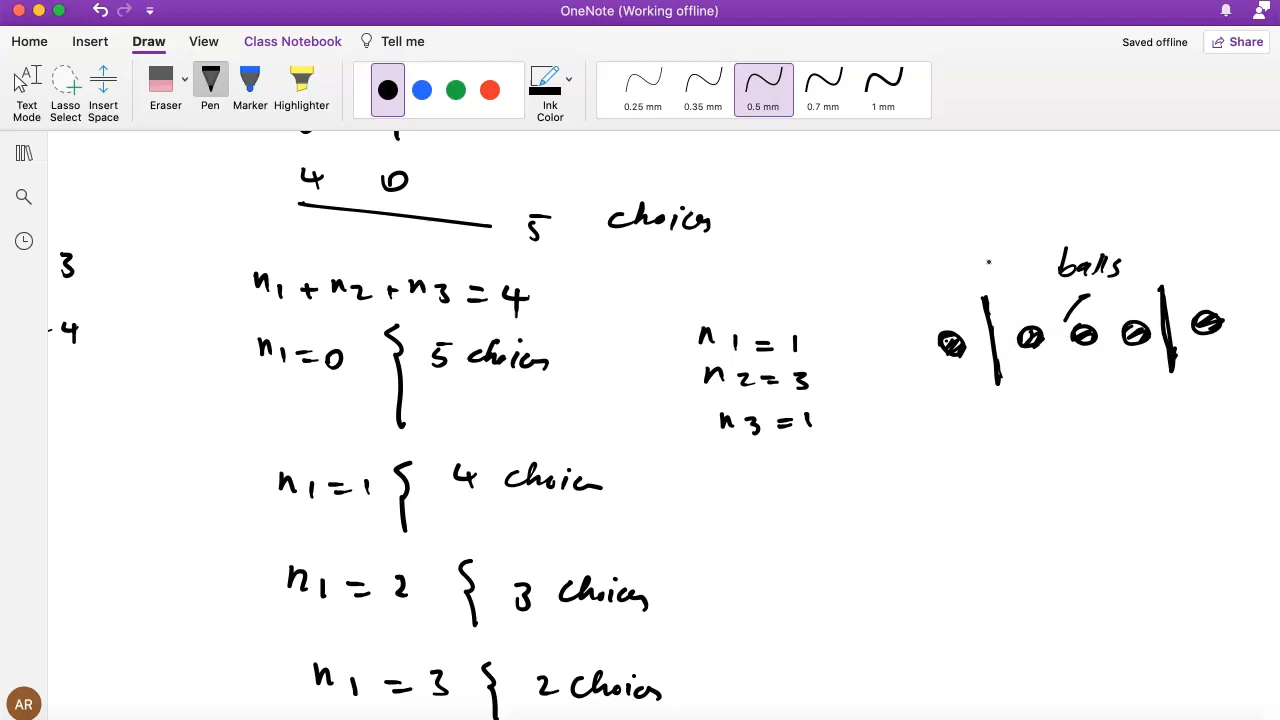 OneNote (Working offline)
Home Insert Draw View Class Notebook Tell me
Saved offline Share
Text Mode
Lasso Select
Insert Space
Eraser
Pen
Marker
Highlighter
Ink Color
0.25 mm
0.35 mm
0.5 mm
0.7 mm
1 mm
4 0
5 choices
3
4
n1 + n2 + n3 = 4
n1 = 0 { 5 choices
n1 = 1 { 4 choices
n1 = 2 { 3 choices
n1 = 3 { 2 choices
n1 = 1
n2 = 3
n3 = 1
balls
AR